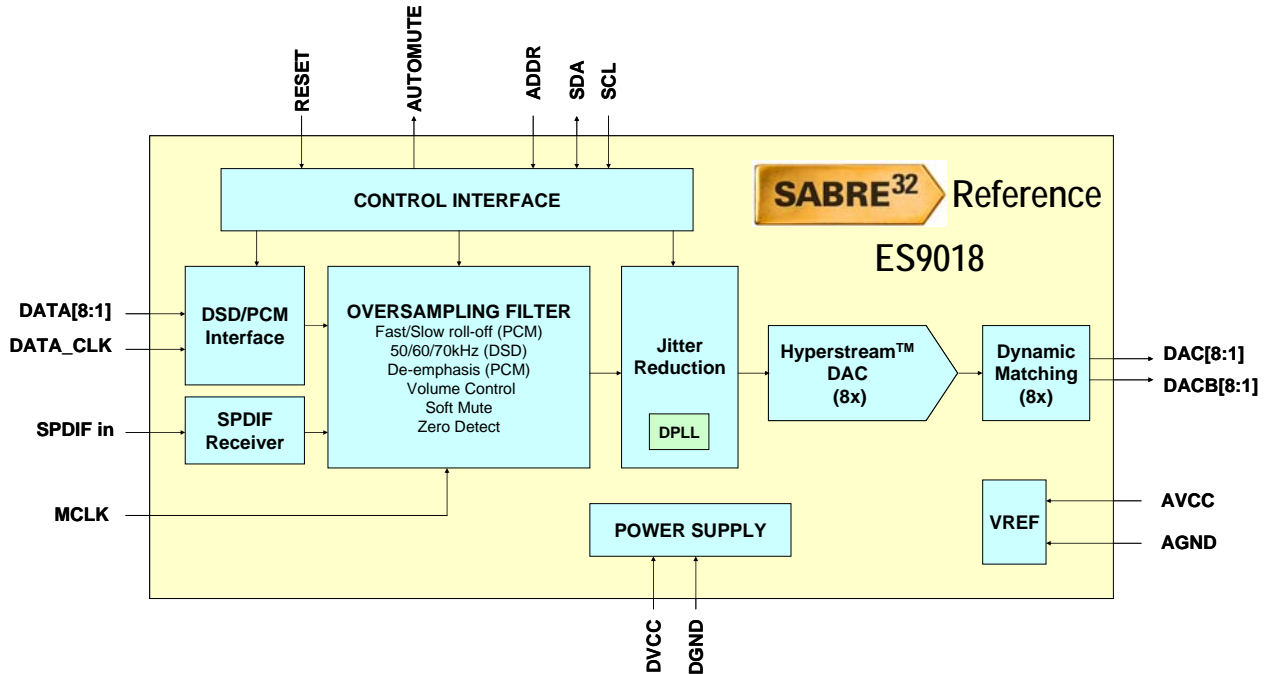 RESET
AUTOMUTE
ADDR
SDA
SCL
CONTROL INTERFACE
SABRE32 Reference
ES9018
DATA[8:1]
DATA_CLK
DSD/PCM
Interface
OVERSAMPLING FILTER
Fast/Slow roll-off (PCM)
50/60/70kHz (DSD)
De-emphasis (PCM)
Volume Control
Soft Mute
Zero Detect
Jitter
Reduction
DPLL
Hyperstream™
DAC
(8x)
Dynamic
Matching
(8x)
DAC[8:1]
DACB[8:1]
SPDIF in
SPDIF
Receiver
MCLK
POWER SUPPLY
VREF
AVCC
AGND
DVCC
DGND